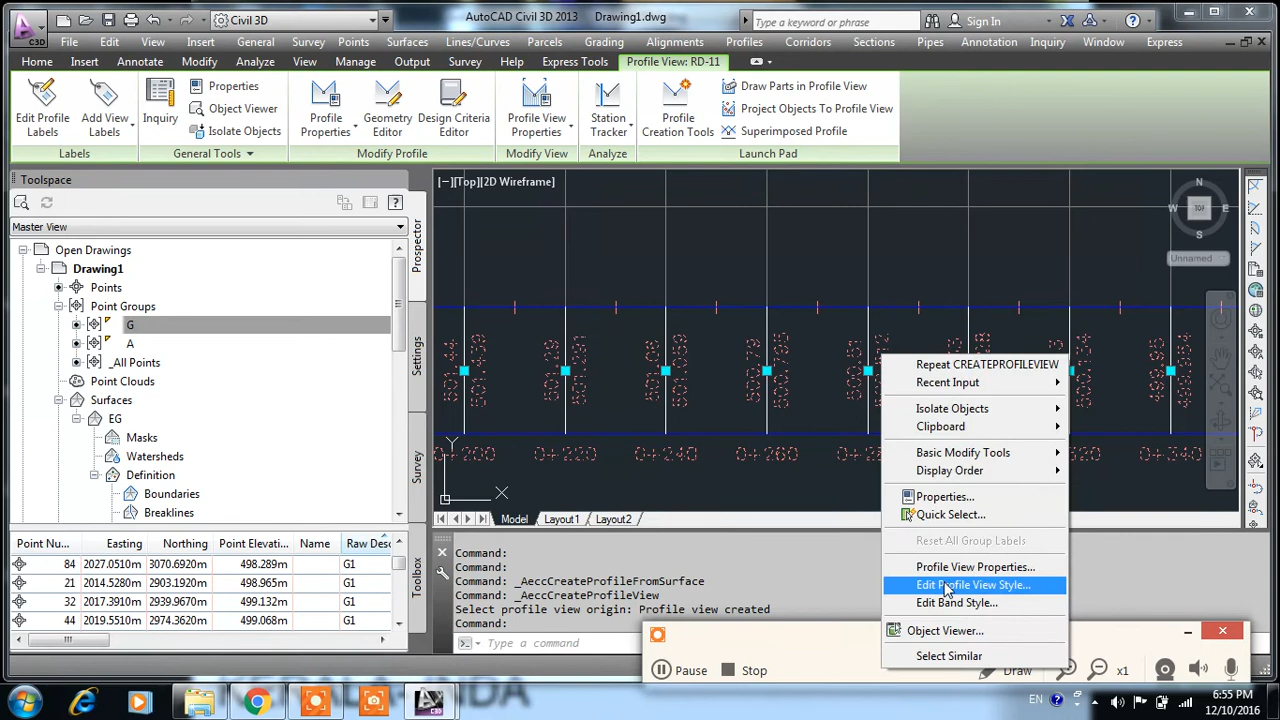 Civil 3D
AutoCAD Civil 3D 2013 Drawing1.dwg
Type a keyword or phrase
Sign In
C3D
File Edit View Insert General Survey Points Surfaces Lines/Curves Parcels Grading Alignments Profiles Corridors Sections Pipes Annotation Inquiry Window Express
Home Insert Annotate Modify Analyze View Manage Output Survey Help Express Tools Profile View: RD-11
Edit Profile Labels
Add View Labels
Labels
Inquiry
Properties
Object Viewer
Isolate Objects
General Tools
Profile Properties
Geometry Editor
Design Criteria Editor
Modify Profile
Profile View Properties
Modify View
Station Tracker
Analyze
Profile Creation Tools
Draw Parts in Profile View
Project Objects To Profile View
Superimposed Profile
Launch Pad
Toolspace
Master View
Open Drawings
Drawing1
Points
Point Groups
G
A
_All Points
Point Clouds
Surfaces
EG
Masks
Watersheds
Definition
Boundaries
Breaklines
Prospector
Settings
Survey
Toolbox
Point Nu... Easting Northing Point Eleva... Name Raw Desc
84 2027.0510m 3070.6920m 498.289m G1
21 2014.5280m 2903.1920m 498.965m G1
32 2017.3910m 2939.9670m 499.132m G1
44 2019.5510m 2974.3620m 499.068m G1
[−][Top][2D Wireframe]
N
W TOP E
S
Unnamed
0+200 0+220 0+240 0+260
0+340
Y
X
Model Layout1 Layout2
Command:
Command:
Command: _AeccCreateProfileFromSurface
Command: _AeccCreateProfileView
Select profile view origin: Profile view created
Command:
Type a command
Repeat CREATEPROFILEVIEW
Recent Input
Isolate Objects
Clipboard
Basic Modify Tools
Display Order
Properties...
Quick Select...
Reset All Group Labels
Profile View Properties...
Edit Profile View Style...
Edit Band Style...
Object Viewer...
Select Similar
Pause Stop Draw x1
EN
6:55 PM
12/10/2016